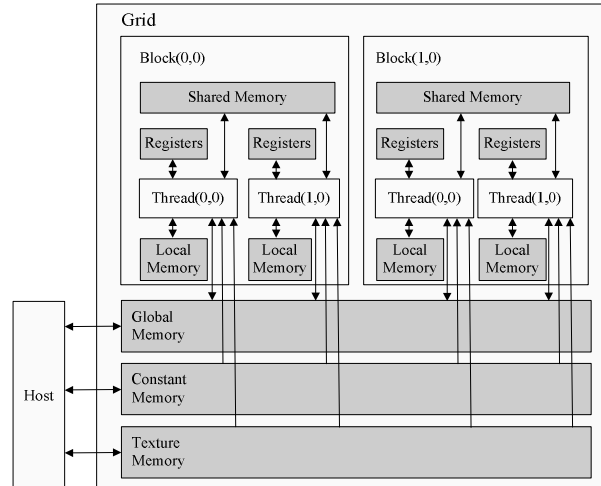 Grid
Block(0,0)
Shared Memory
Registers
Registers
Thread(0,0)
Thread(1,0)
Local
Memory
Local
Memory
Block(1,0)
Shared Memory
Registers
Registers
Thread(0,0)
Thread(1,0)
Local
Memory
Local
Memory
Host
Global
Memory
Constant
Memory
Texture
Memory